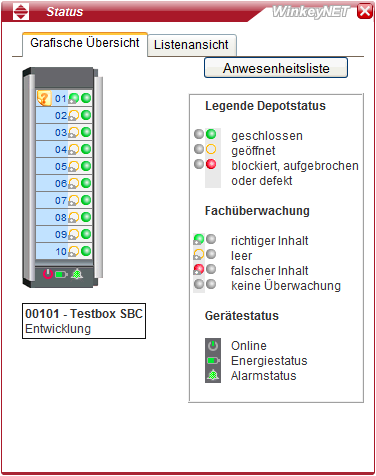 Status
WinkeyNET
Grafische Übersicht
Listenansicht
Anwesenheitsliste
01
02
03
04
05
06
07
08
09
10
00101 - Testbox SBC
Entwicklung
Legende Depotstatus
geschlossen
geöffnet
blockiert, aufgebrochen
oder defekt
Fachüberwachung
richtiger Inhalt
leer
falscher Inhalt
keine Überwachung
Gerätestatus
Online
Energiestatus
Alarmstatus